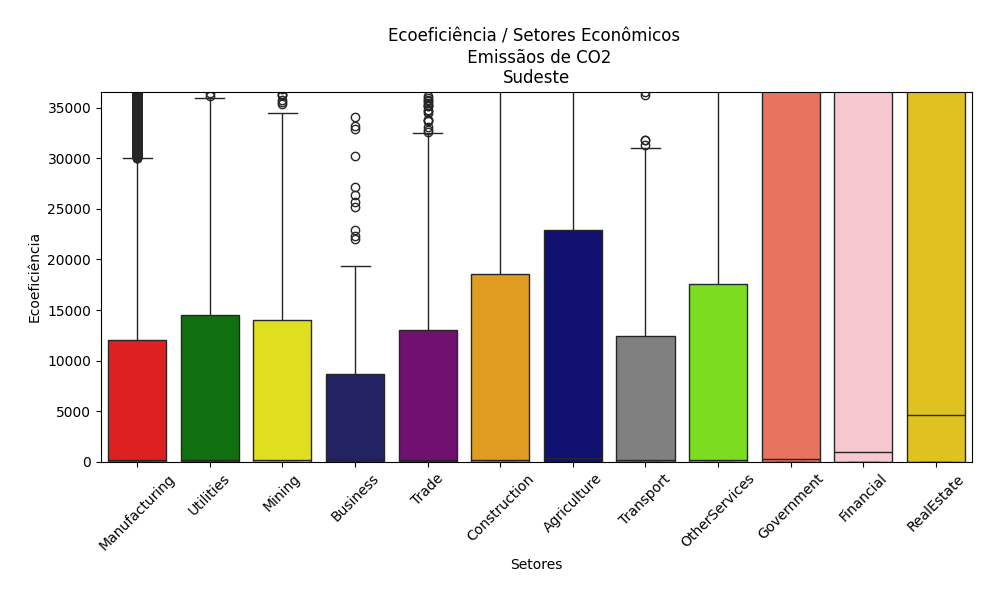 Ecoeficiência / Setores Econômicos
Emissãos de CO2
Sudeste
35000
30000
25000
20000
15000
10000
5000
0
Ecoeficiência
Manufacturing
Utilities
Mining
Business
Trade
Construction
Agriculture
Transport
OtherServices
Government
Financial
RealEstate
Setores